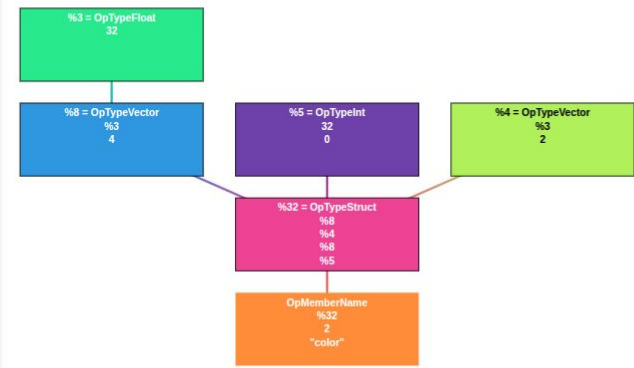 %3 = OpTypeFloat
32
%8 = OpTypeVector
%3
4
%5 = OpTypeInt
32
0
%4 = OpTypeVector
%3
2
%32 = OpTypeStruct
%8
%4
%8
%5
OpMemberName
%32
2
"color"